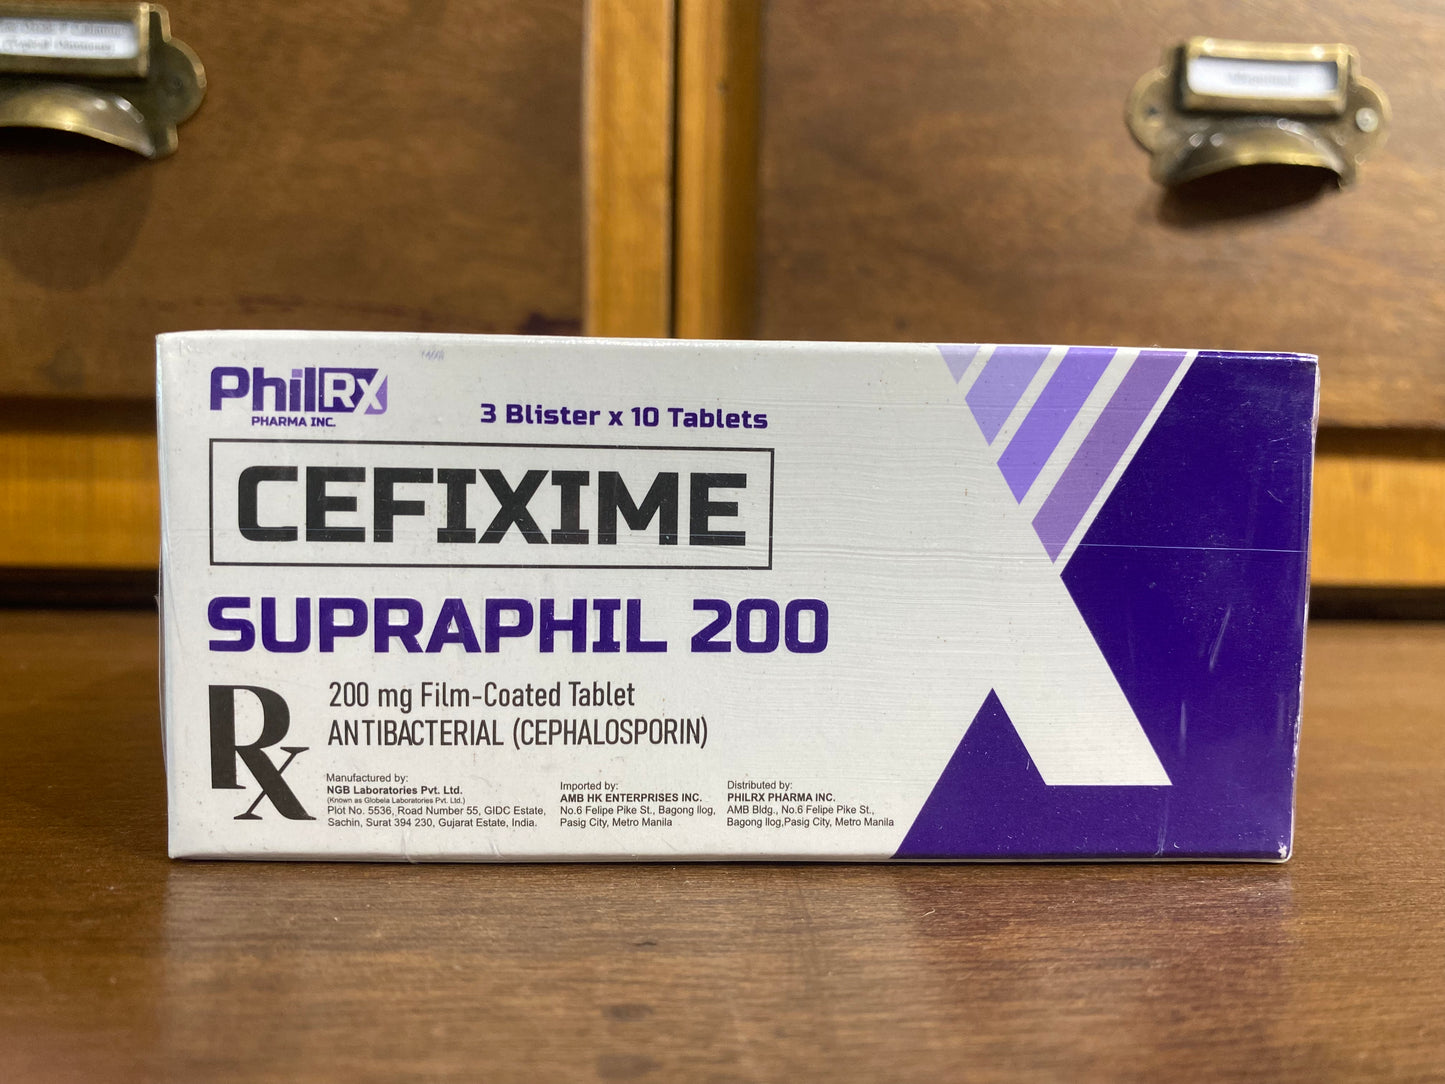 PhilRx
PHARMA INC.
3 Blister x 10 Tablets
CEFIXIME
SUPRAPHIL 200
Rx
200 mg Film-Coated Tablet
ANTIBACTERIAL (CEPHALOSPORIN)
Manufactured by:
NGB Laboratories Pvt. Ltd.
(Known as Globela Laboratories Pvt. Ltd.)
Plot No. 5536, Road Number 55, GIDC Estate,
Sachin, Surat 394 230, Gujarat Estate, India.
Imported by:
AMB HK ENTERPRISES INC.
No.6 Felipe Pike St., Bagong Ilog,
Pasig City, Metro Manila
Distributed by:
PHILRX PHARMA INC.
AMB Bldg., No.6 Felipe Pike St.,
Bagong Ilog,Pasig City, Metro Manila